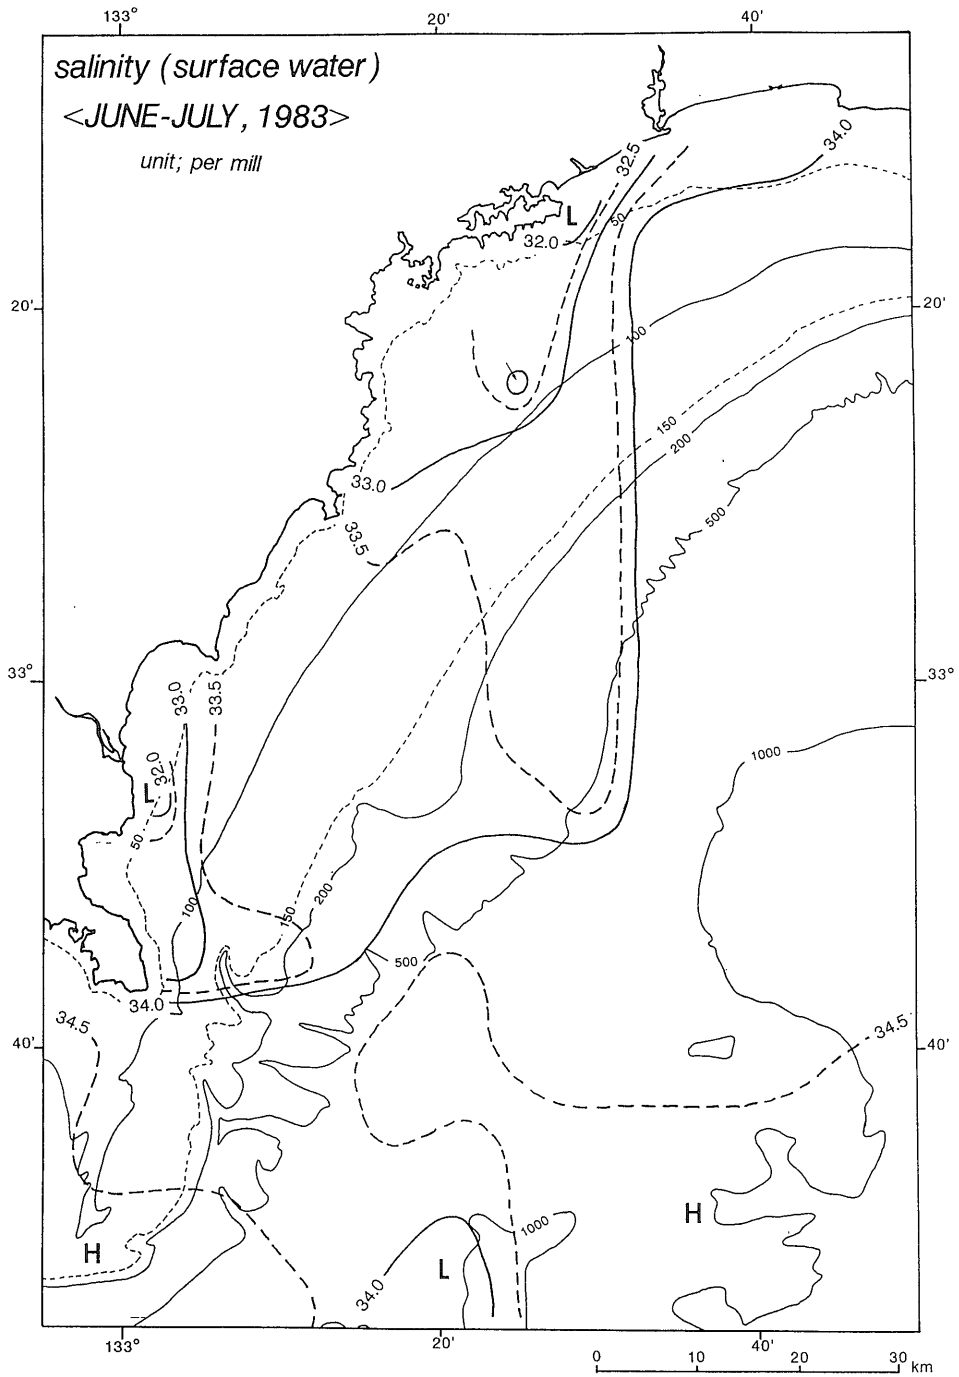 133° 20' 40'
salinity (surface water)
<JUNE-JULY, 1983>
unit; per mill
34.0
32.5
L
50
32.0
20' 20'
100
150
200
33.0
500
33.5
33° 33°
33.0 33.5
1000
32.0
L
50
200
100
150
500
34.0
34.5
34.5
40' 40'
H
1000
H
L
34.0
133° 20' 40'
0 10 20 30
km